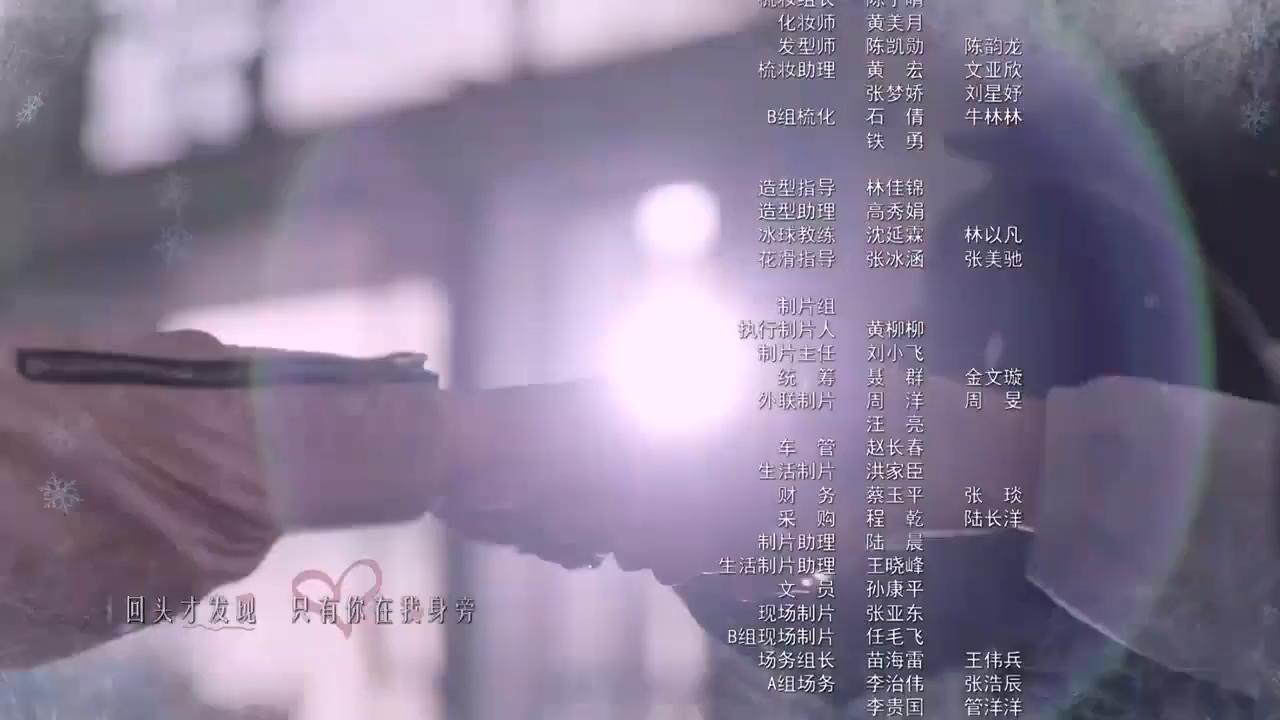 化妆师 黄美月
发型师 陈凯勋 陈韵龙
梳妆助理 黄 宏 文亚欣
张梦娇 刘星妤
B组梳化 石 倩 牛林林
铁 勇
造型指导 林佳锦
造型助理 高秀娟
冰球教练 沈延霖 林以凡
花滑指导 张冰涵 张美驰
制片组
执行制片人 黄柳柳
制片主任 刘小飞
统 筹 聂 群 金文璇
外联制片 周 洋 周 旻
汪 亮
车 管 赵长春
生活制片 洪家臣
财 务 蔡玉平 张 琰
采 购 程 乾 陆长洋
制片助理 陆 晨
生活制片助理 王晓峰
文 员 孙康平
现场制片 张亚东
B组现场制片 任毛飞
场务组长 苗海雷 王伟兵
A组场务 李治伟 张浩辰
李贵国 管洋洋
回头才发现 只有你在我身旁